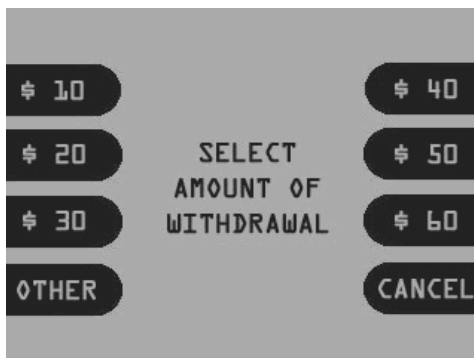 $ 10
$ 20
$ 30
OTHER
SELECT
AMOUNT OF
WITHDRAWAL
$ 40
$ 50
$ 60
CANCEL